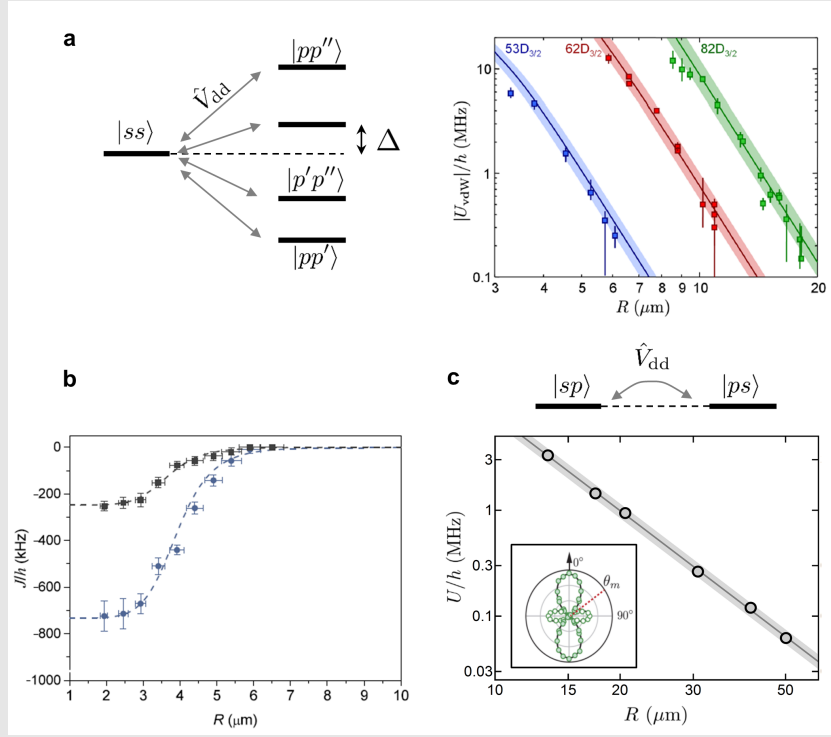 a
|pp″⟩
V̂dd
|ss⟩
Δ
|p′p″⟩
|pp′⟩
53D3/2 62D3/2 82D3/2
|UvdW|/h (MHz)
10
1
0.1
3 4 5 6 7 8 9 10 20
R (μm)
b
0
-200
-400
-600
-800
-1000
J/h (kHz)
1 2 3 4 5 6 7 8 9 10
R (μm)
c
V̂dd
|sp⟩ |ps⟩
U/h (MHz)
3
1
0.3
0.1
0.03
0°
θm
90°
10 15 20 30 50
R (μm)